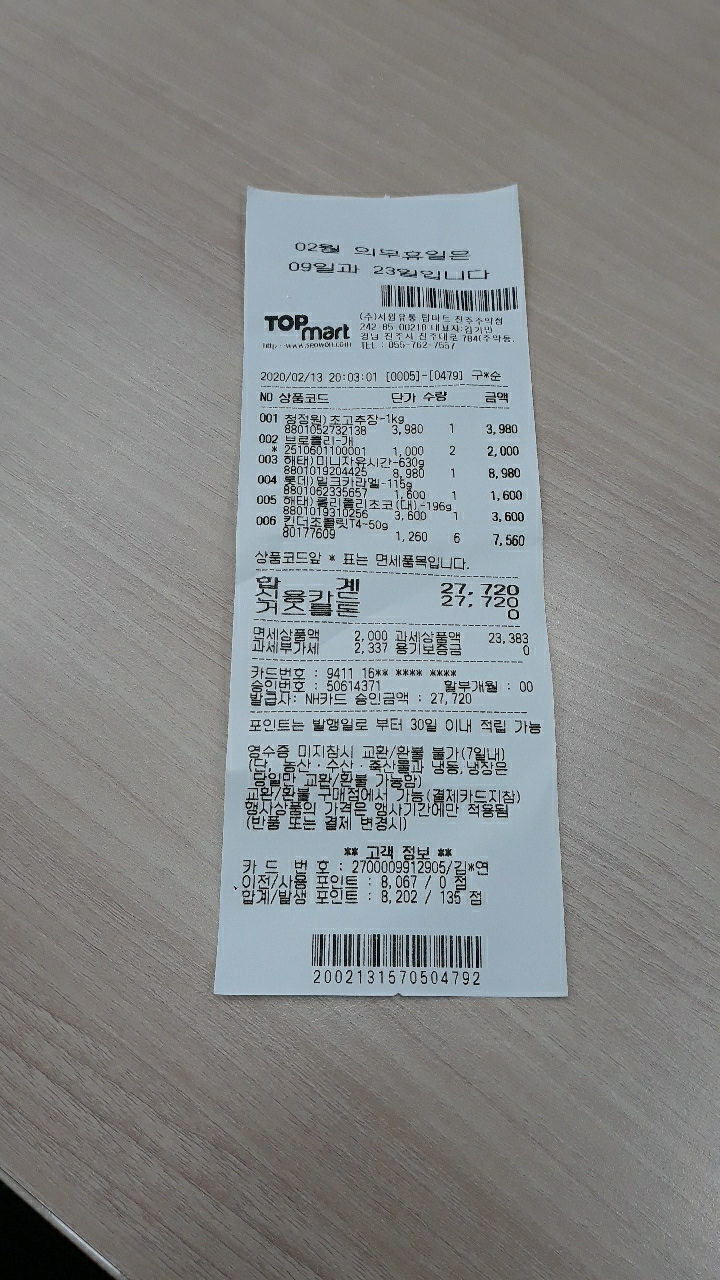 02월 의무휴일은
09일과 23일입니다
TOP mart
http://www.seowon.com
(주)서원유통 탑마트 진주주약점
242-85-00210 대표자:김기민
경남 진주시 진주대로 784(주약동,
TEL : 055-762-7557
2020/02/13 20:03:01 [0005]-[0479] 구*순
NO 상품코드 단가 수량 금액
001 청정원)초고추장-1kg
8801052732138 3,980 1 3,980
002 브로콜리-개
* 2510601100001 1,000 2 2,000
003 해태)미니자유시간-630g
8801019204425 8,980 1 8,980
004 롯데)밀크카라멜-115g
8801062335657 1,600 1 1,600
005 해태)롤리폴리초코(대)-196g
8801019310256 3,600 1 3,600
006 킨더초콜릿T4-50g
80177609 1,260 6 7,560
상품코드앞 * 표는 면세품목입니다.
합 계 27,720
신용카드 27,720
거스름돈 0
면세상품액 2,000 과세상품액 23,383
과세부가세 2,337 용기보증금 0
카드번호 : 9411 16** **** ****
승인번호 : 50614371 할부개월 : 00
발급사: NH카드 승인금액 : 27,720
포인트는 발행일로 부터 30일 이내 적립 가능
영수증 미지참시 교환/환불 불가(7일내)
(단, 농산·수산·축산물과 냉동,냉장은
당일만 교환/환불 가능함)
교환/환불 구매점에서 가능(결제카드지참)
행사상품의 가격은 행사기간에만 적용됨
(반품 또는 결제 변경시)
** 고객 정보 **
카 드 번 호 : 2700009912905/김*연
이전/사용 포인트 : 8,067 / 0 점
합계/발생 포인트 : 8,202 / 135 점
2002131570504792